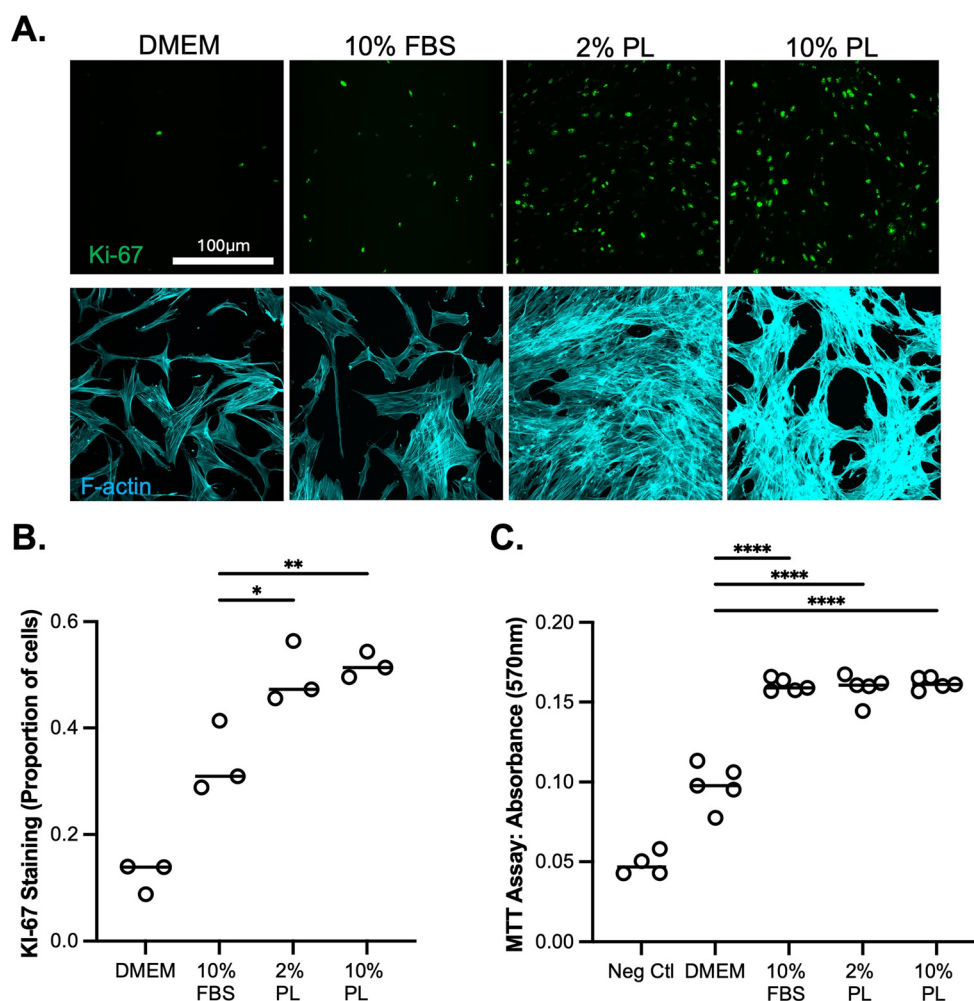 A.
DMEM
10% FBS
2% PL
10% PL
Ki-67
100µm
F-actin
B.
**
*
KI-67 Staining (Proportion of cells)
0.6
0.4
0.2
0.0
DMEM
10%
FBS
2%
PL
10%
PL
C.
****
****
****
MTT Assay: Absorbance (570nm)
0.20
0.15
0.10
0.05
0.00
Neg Ctl
DMEM
10%
FBS
2%
PL
10%
PL